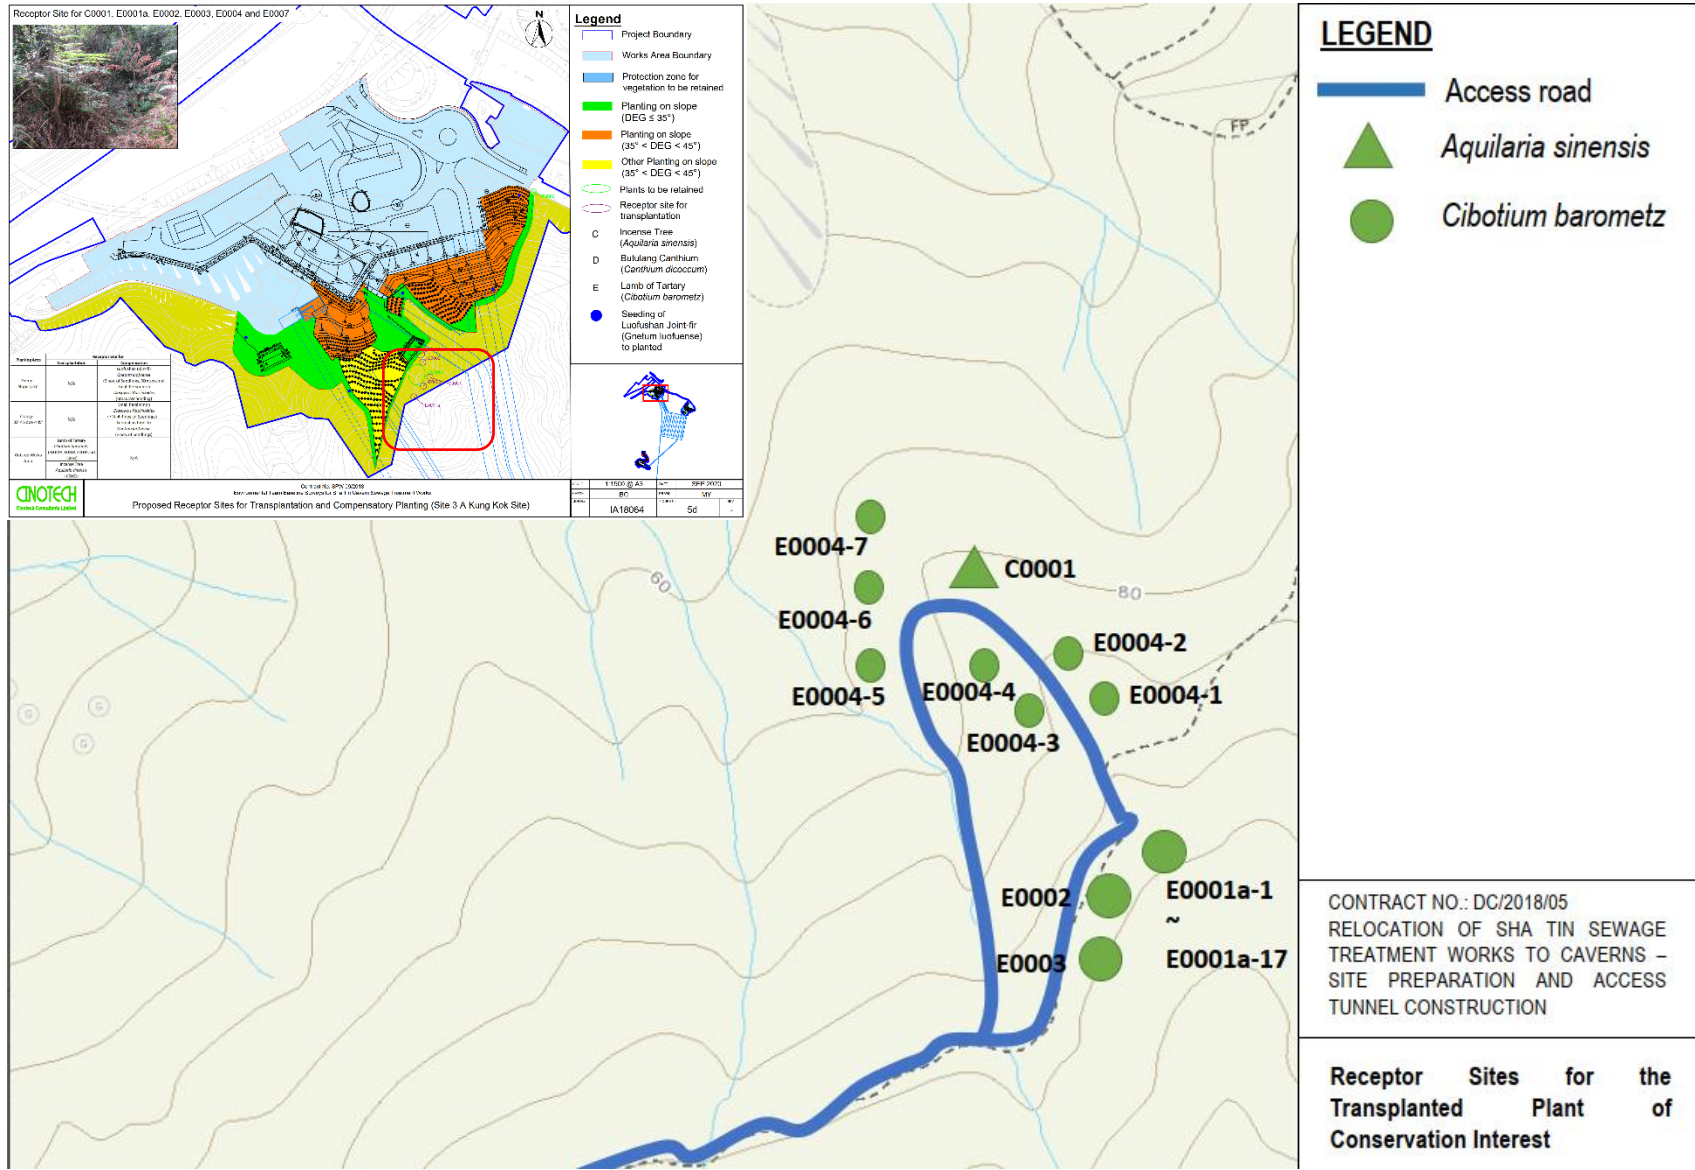 Receptor Site for C0001, E0001a, E0002, E0003, E0004 and E0007
N
Legend
Project Boundary
Works Area Boundary
Protection zone for
vegetation to be retained
Planting on slope
(DEG ≤ 35°)
Planting on slope
(35° < DEG < 45°)
Other Planting on slope
(35° < DEG < 45°)
Plants to be retained
Receptor site for
transplantation
C Incense Tree
(Aquilaria sinensis)
D Butulang Canthium
(Canthium dicoccum)
E Lamb of Tartary
(Cibotium barometz)
Seeding of
Luofushan Joint-fir
(Gnetum luofuense)
to planted
CINOTECH
Proposed Receptor Sites for Transplantation and Compensatory Planting (Site 3 A Kung Kok Site)
1:1500 @ A3
SEP 2020
BC
MY
IA18064
5d
FP
60
80
E0004-7
C0001
E0004-6
E0004-2
E0004-5
E0004-4
E0004-1
E0004-3
E0002
E0001a-1
~
E0003
E0001a-17
G
G
G
LEGEND
Access road
Aquilaria sinensis
Cibotium barometz
CONTRACT NO.: DC/2018/05
RELOCATION OF SHA TIN SEWAGE
TREATMENT WORKS TO CAVERNS –
SITE PREPARATION AND ACCESS
TUNNEL CONSTRUCTION
Receptor Sites for the
Transplanted Plant of
Conservation Interest